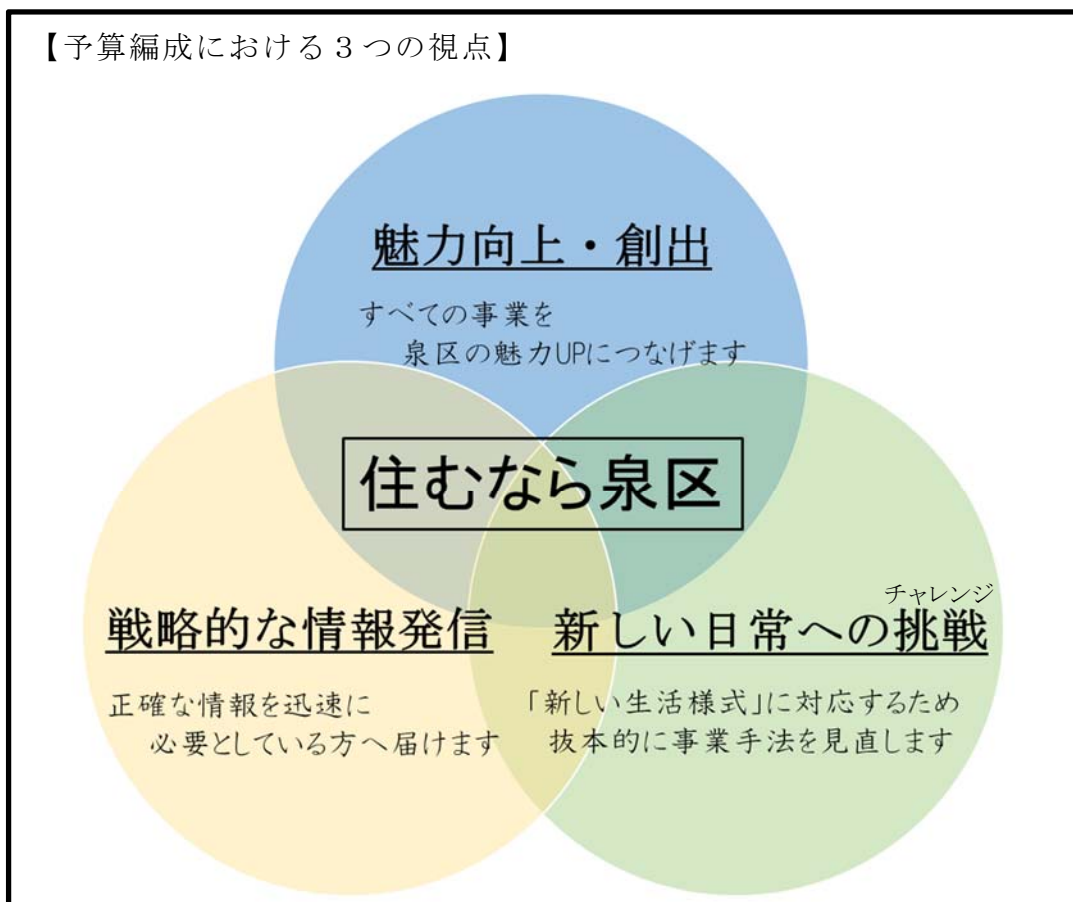 【予算編成における３つの視点】
魅力向上・創出
すべての事業を
泉区の魅力UPにつなげます
住むなら泉区
戦略的な情報発信
正確な情報を迅速に
必要としている方へ届けます
チャレンジ
新しい日常への挑戦
「新しい生活様式」に対応するため
抜本的に事業手法を見直します